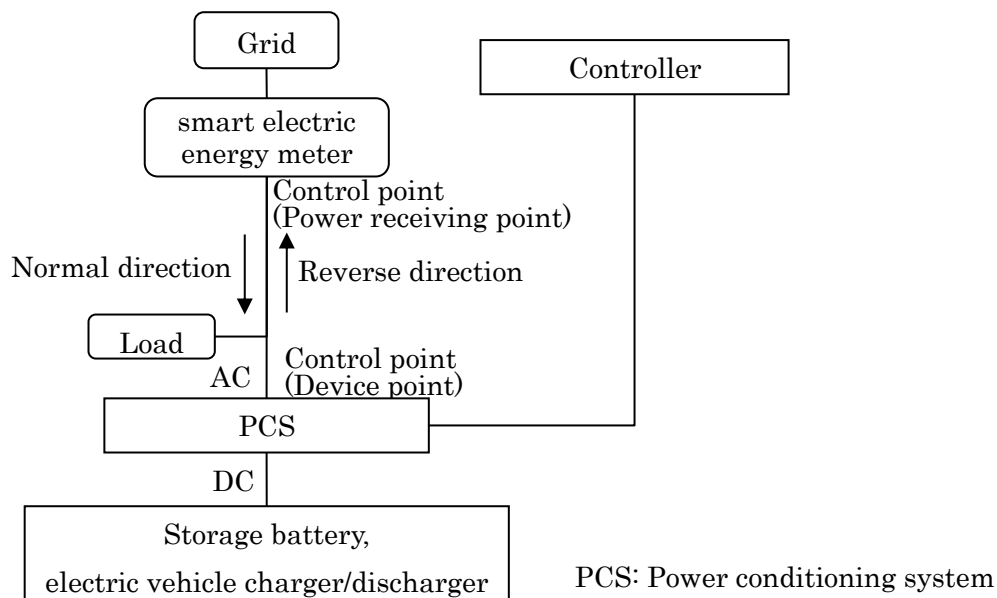 Grid
Controller
smart electric
energy meter
Control point
(Power receiving point)
Normal direction
Reverse direction
Load
Control point
(Device point)
AC
PCS
DC
Storage battery,
electric vehicle charger/discharger
PCS: Power conditioning system